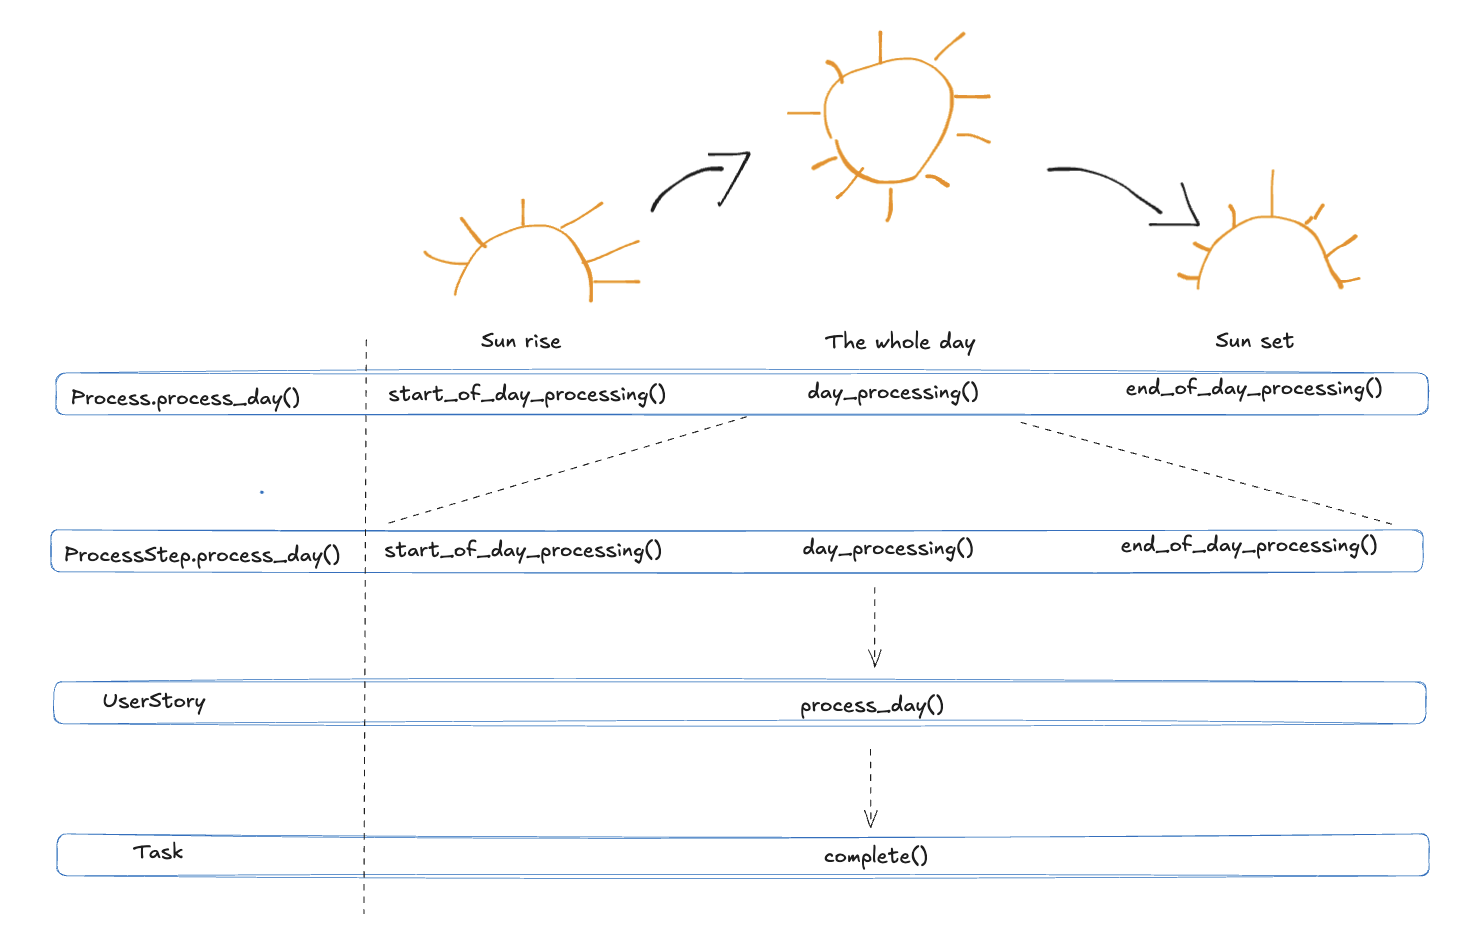 Sun rise
The whole day
Sun set
Process.process_day()
start_of_day_processing()
day_processing()
end_of_day_processing()
ProcessStep.process_day()
start_of_day_processing()
day_processing()
end_of_day_processing()
UserStory
process_day()
Task
complete()